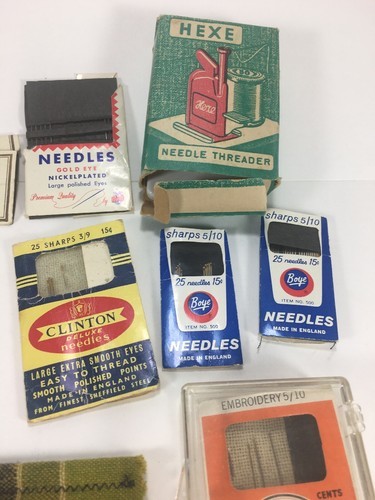 HEXE
Hexe
NEEDLE THREADER
NEEDLES
GOLD EYE
NICKELPLATED
Large polished Eyes
Premium Quality
25 SHARPS 3/9 15¢
CLINTON
DELUXE
needles
LARGE EXTRA SMOOTH EYES
EASY TO THREAD
SMOOTH POLISHED POINTS
MADE IN ENGLAND
FROM FINEST SHEFFIELD STEEL
sharps 5/10
25 needles 15¢
Boye
ITEM NO. 300
NEEDLES
MADE IN ENGLAND
sharps 5/10
25 needles 15¢
Boye
ITEM NO. 300
NEEDLES
MADE IN ENGLAND
EMBROIDERY 5/10
CENTS